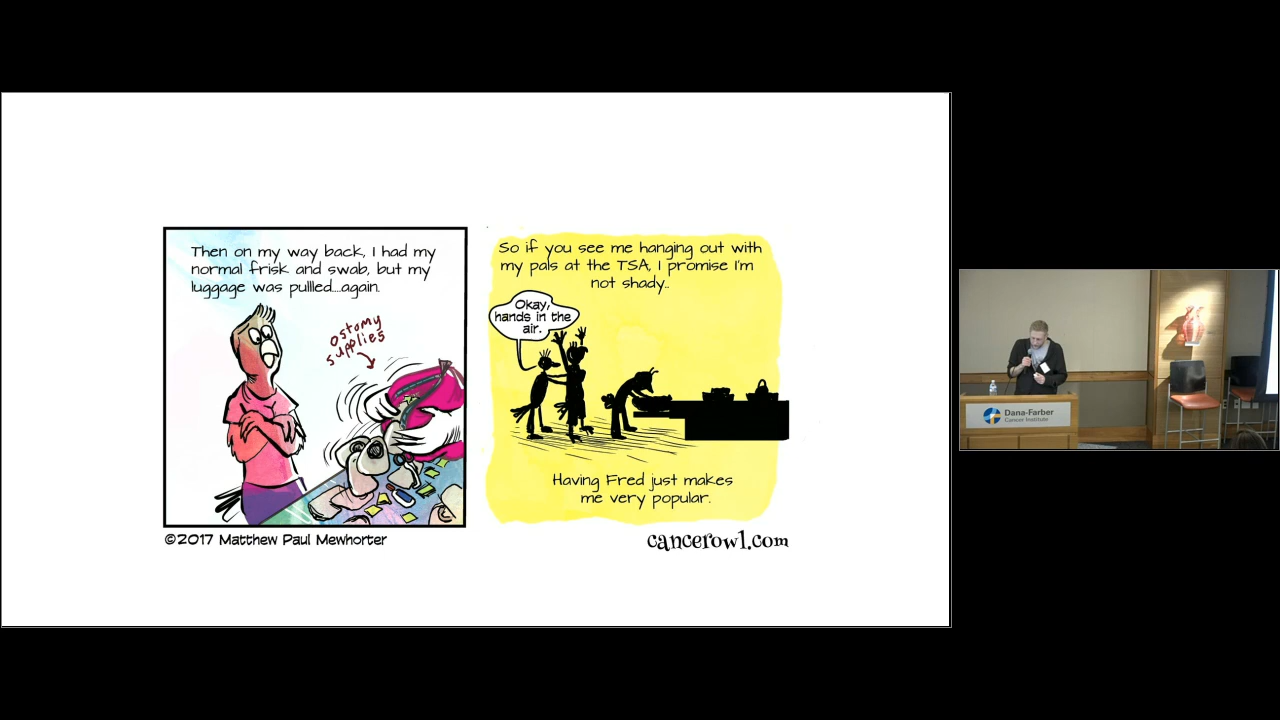 Then on my way back, I had my
normal frisk and swab, but my
luggage was pullled....again.
ostomy
supplies
So if you see me hanging out with
my pals at the TSA, I promise I'm
not shady..
Okay,
hands in the
air.
Having Fred just makes
me very popular.
©2017 Matthew Paul Mewhorter
cancerowl.com
Dana-Farber
Cancer Institute